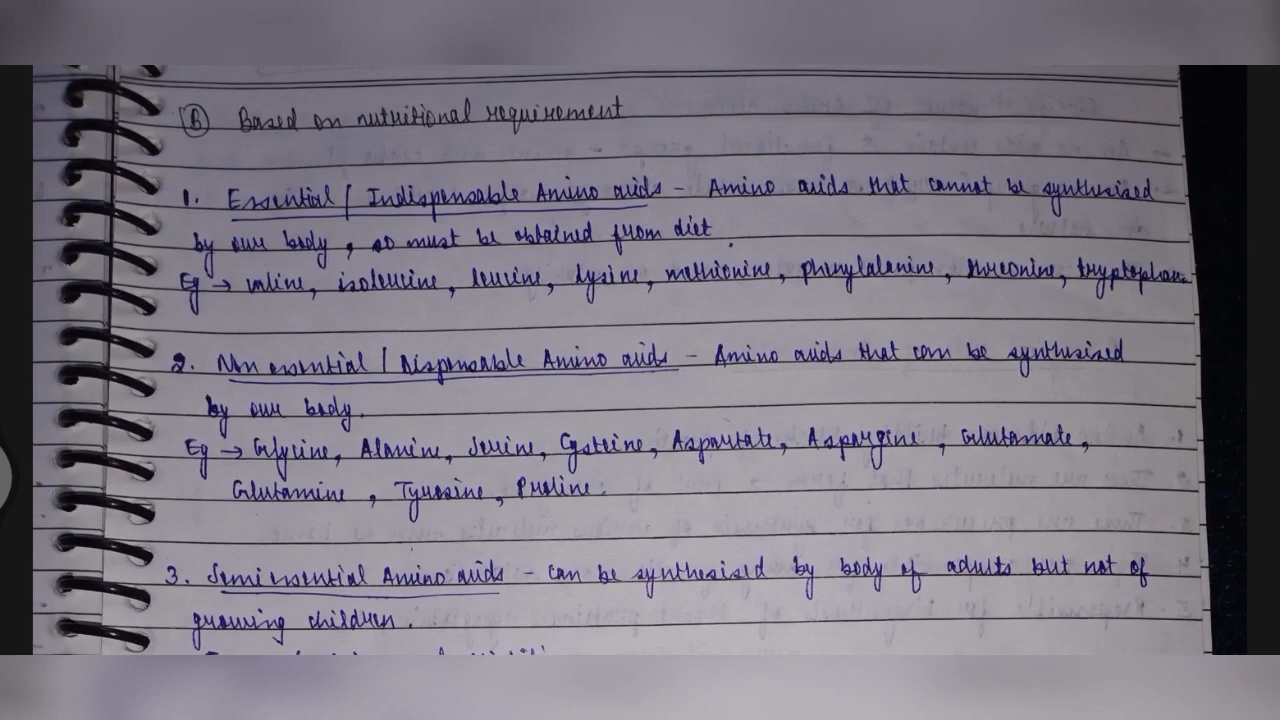 B Based on nutritional requirement
1. Essential / Indispensable Amino acids - Amino acids that cannot be synthesised
by our body, so must be obtained from diet.
Eg → valine, isoleucine, leucine, lysine, methionine, phenylalanine, threonine, tryptophan
2. Non essential / Dispensable Amino acids - Amino acids that can be synthesised
by our body.
Eg → Glycine, Alanine, Serine, Cysteine, Aspartate, Aspargine, Glutamate,
Glutamine, Tyrosine, Proline.
3. Semi essential Amino acids - can be synthesised by body of adults but not of
growing children.